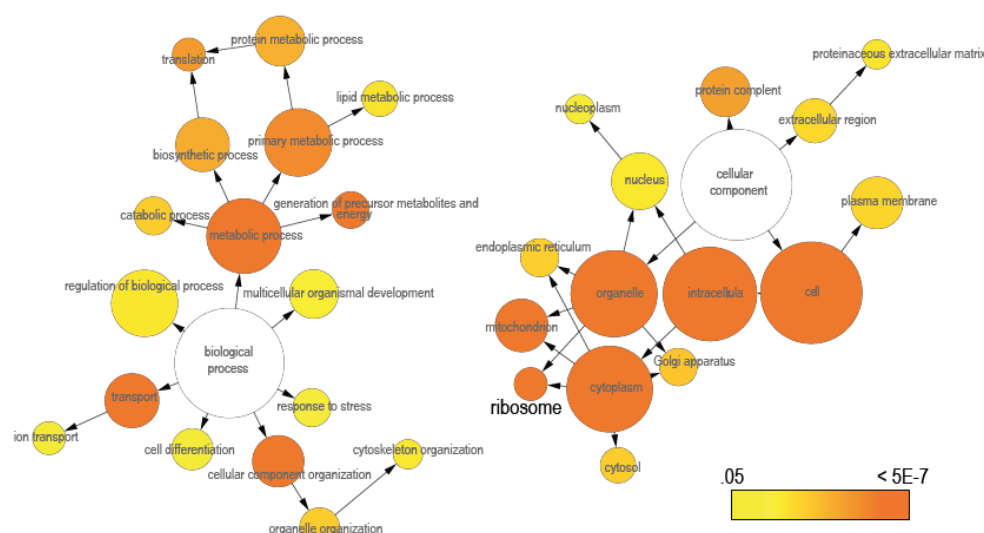 protein metabolic process
translation
lipid metabolic process
primary metabolic process
biosynthetic process
generation of precursor metabolites and
energy
catabolic process
metabolic process
regulation of biological process
multicellular organismal development
biological
process
transport
response to stress
ion transport
cell differentiation
cytoskeleton organization
cellular component organization
organelle organization
proteinaceous extracellular matrix
protein complent
nucleoplasm
extracellular region
cellular
component
nucleus
plasma membrane
endoplasmic reticulum
organelle
intracellula
cell
mitochondrion
Golgi apparatus
cytoplasm
ribosome
cytosol
.05
< 5E-7